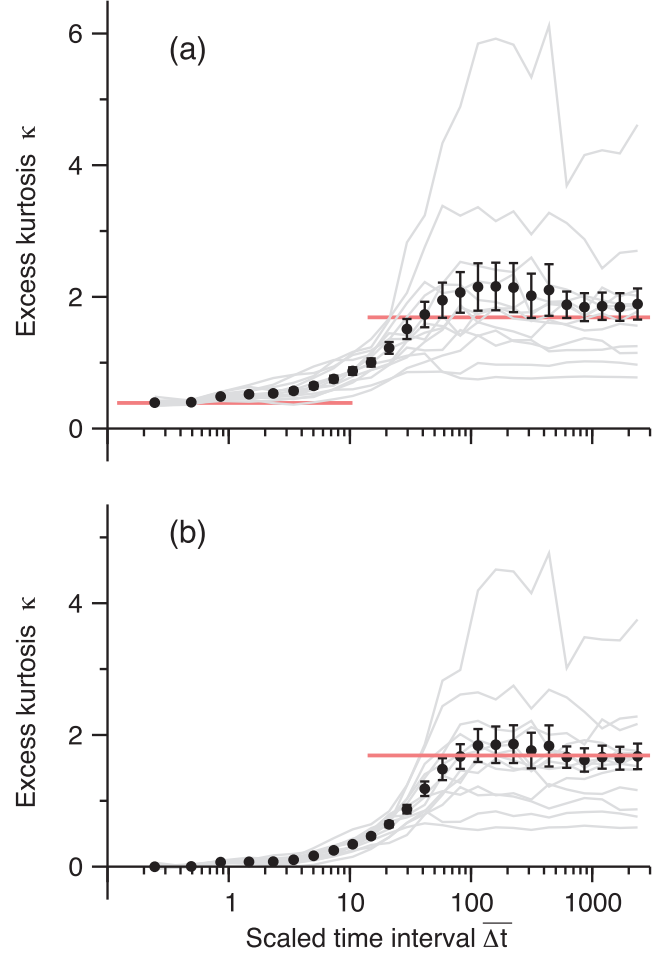 (a)
Excess kurtosis κ
6
4
2
0
(b)
Excess kurtosis κ
4
2
0
1
10
100
1000
Scaled time interval Δt